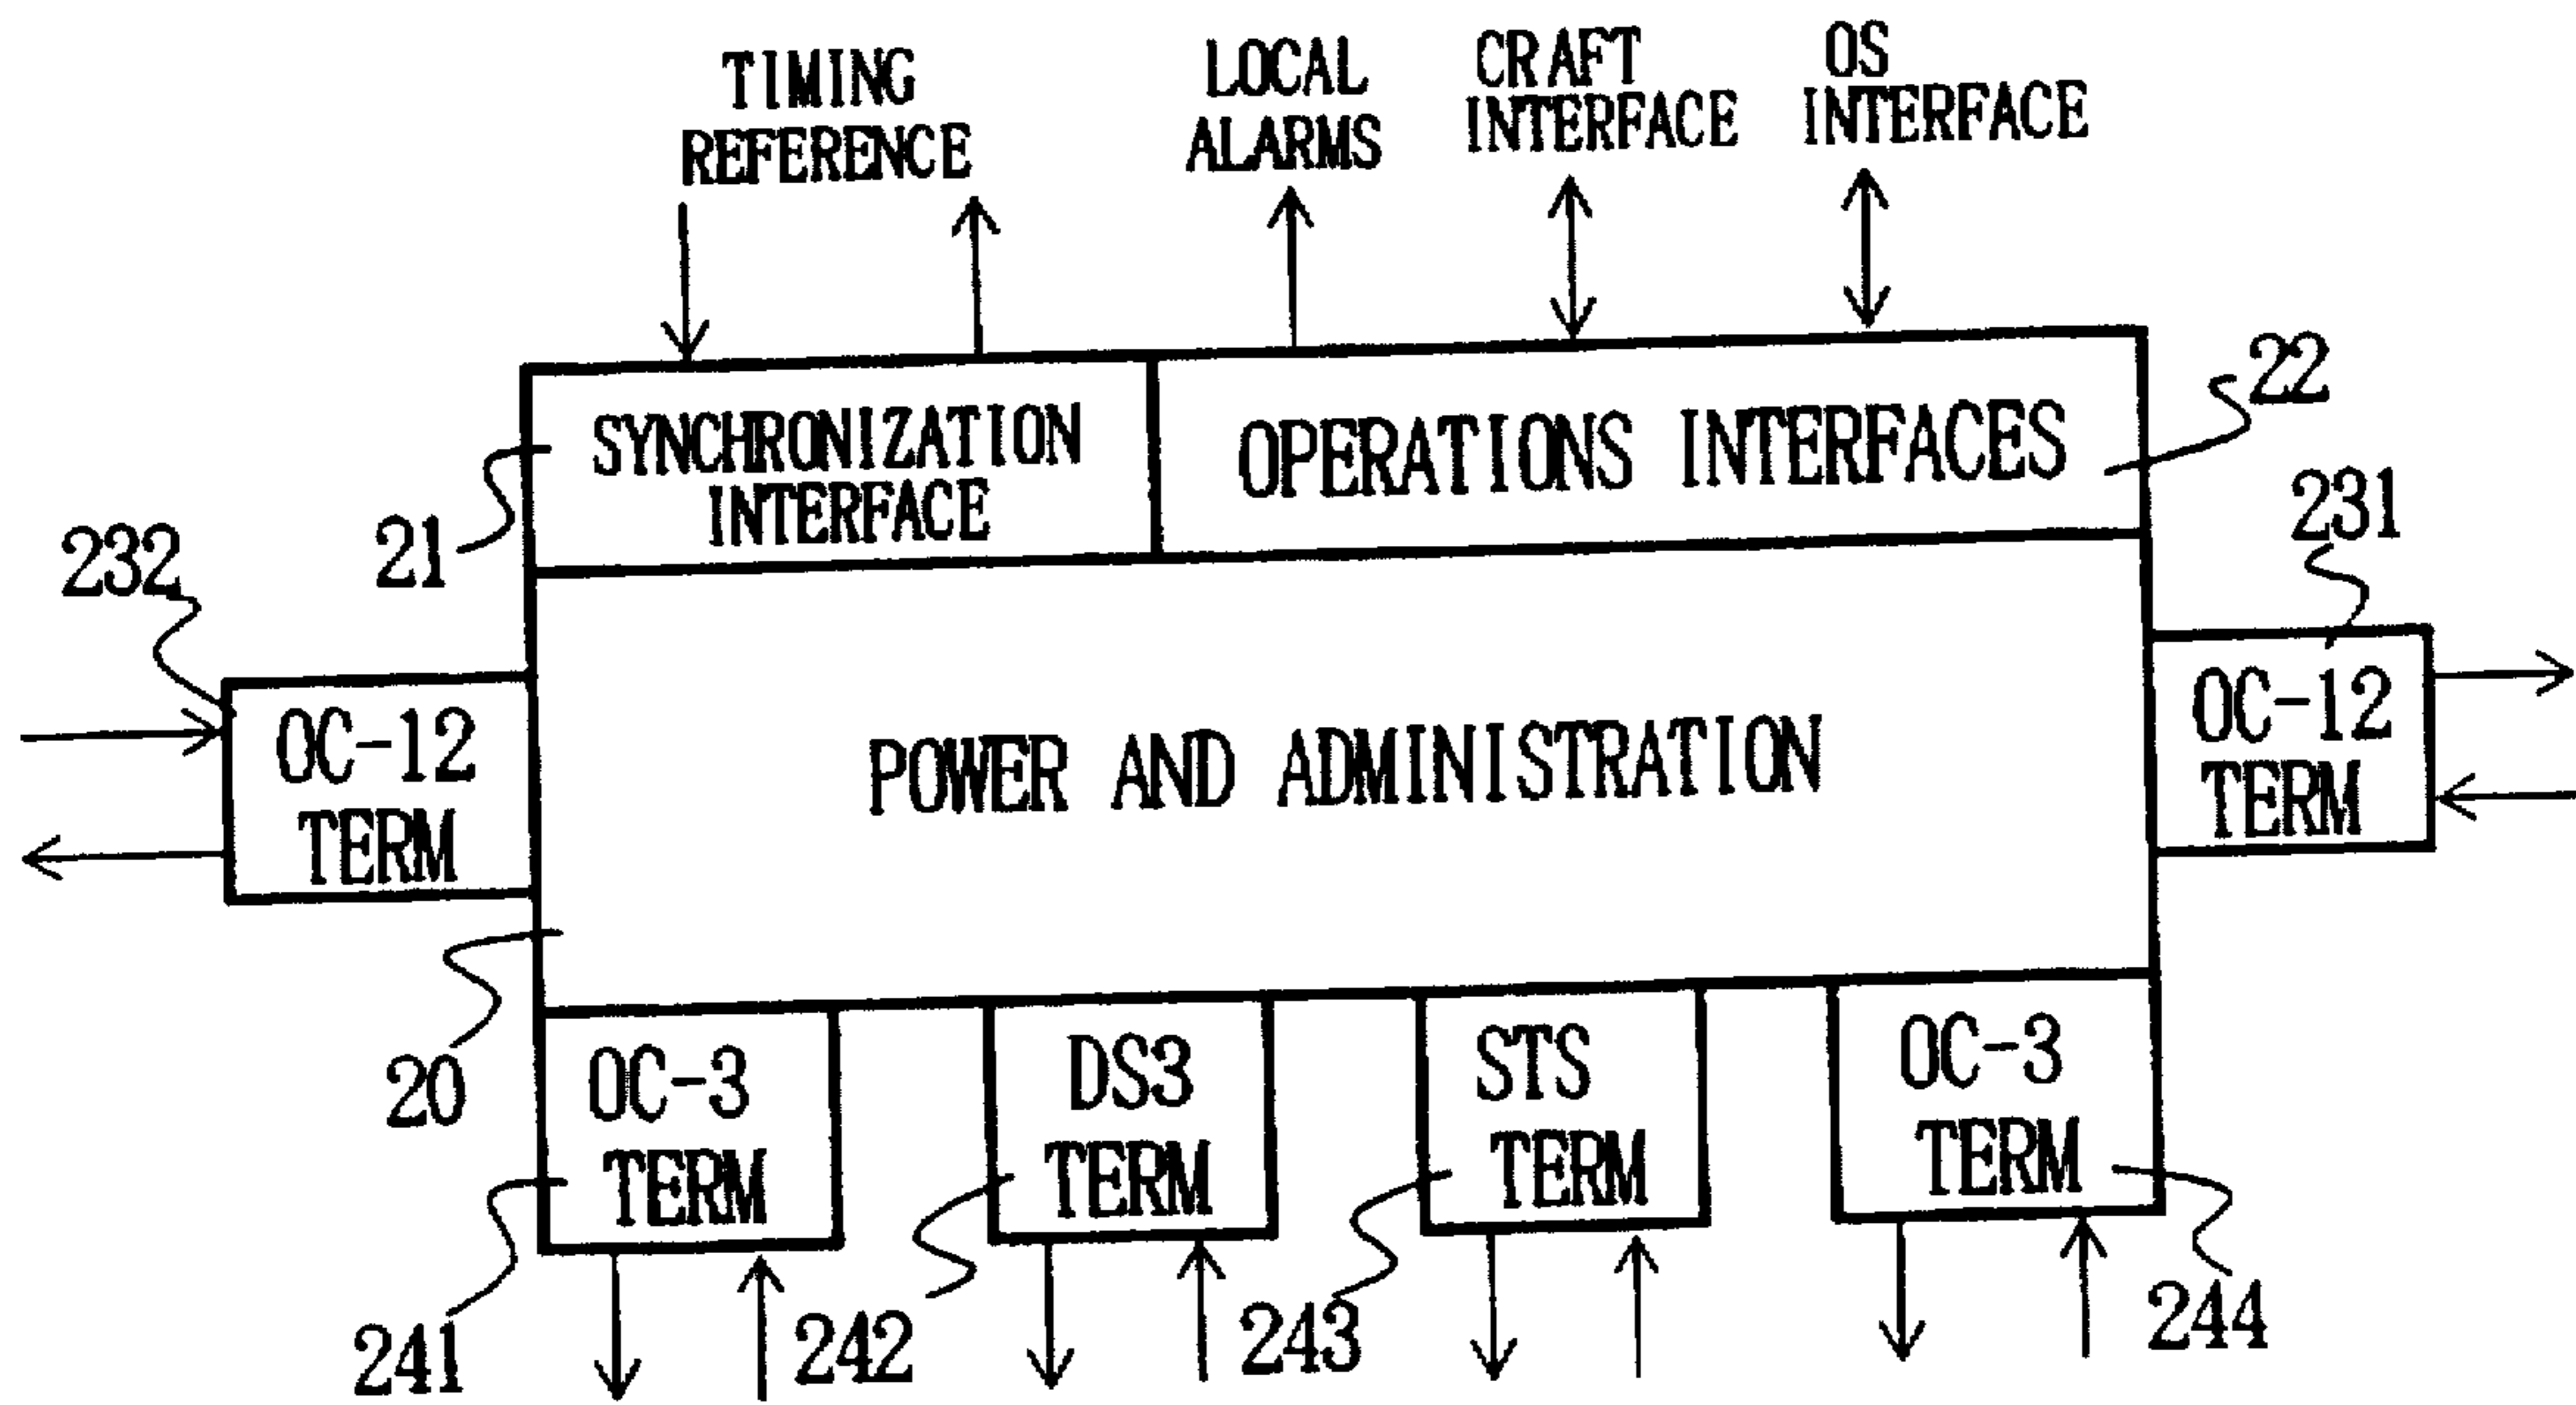 TIMING
REFERENCE
LOCAL
ALARMS
CRAFT
INTERFACE
OS
INTERFACE
SYNCHRONIZATION
INTERFACE
OPERATIONS INTERFACES
22
21
232
231
OC-12
TERM
POWER AND ADMINISTRATION
OC-12
TERM
20
OC-3
TERM
DS3
TERM
STS
TERM
OC-3
TERM
241
242
243
244